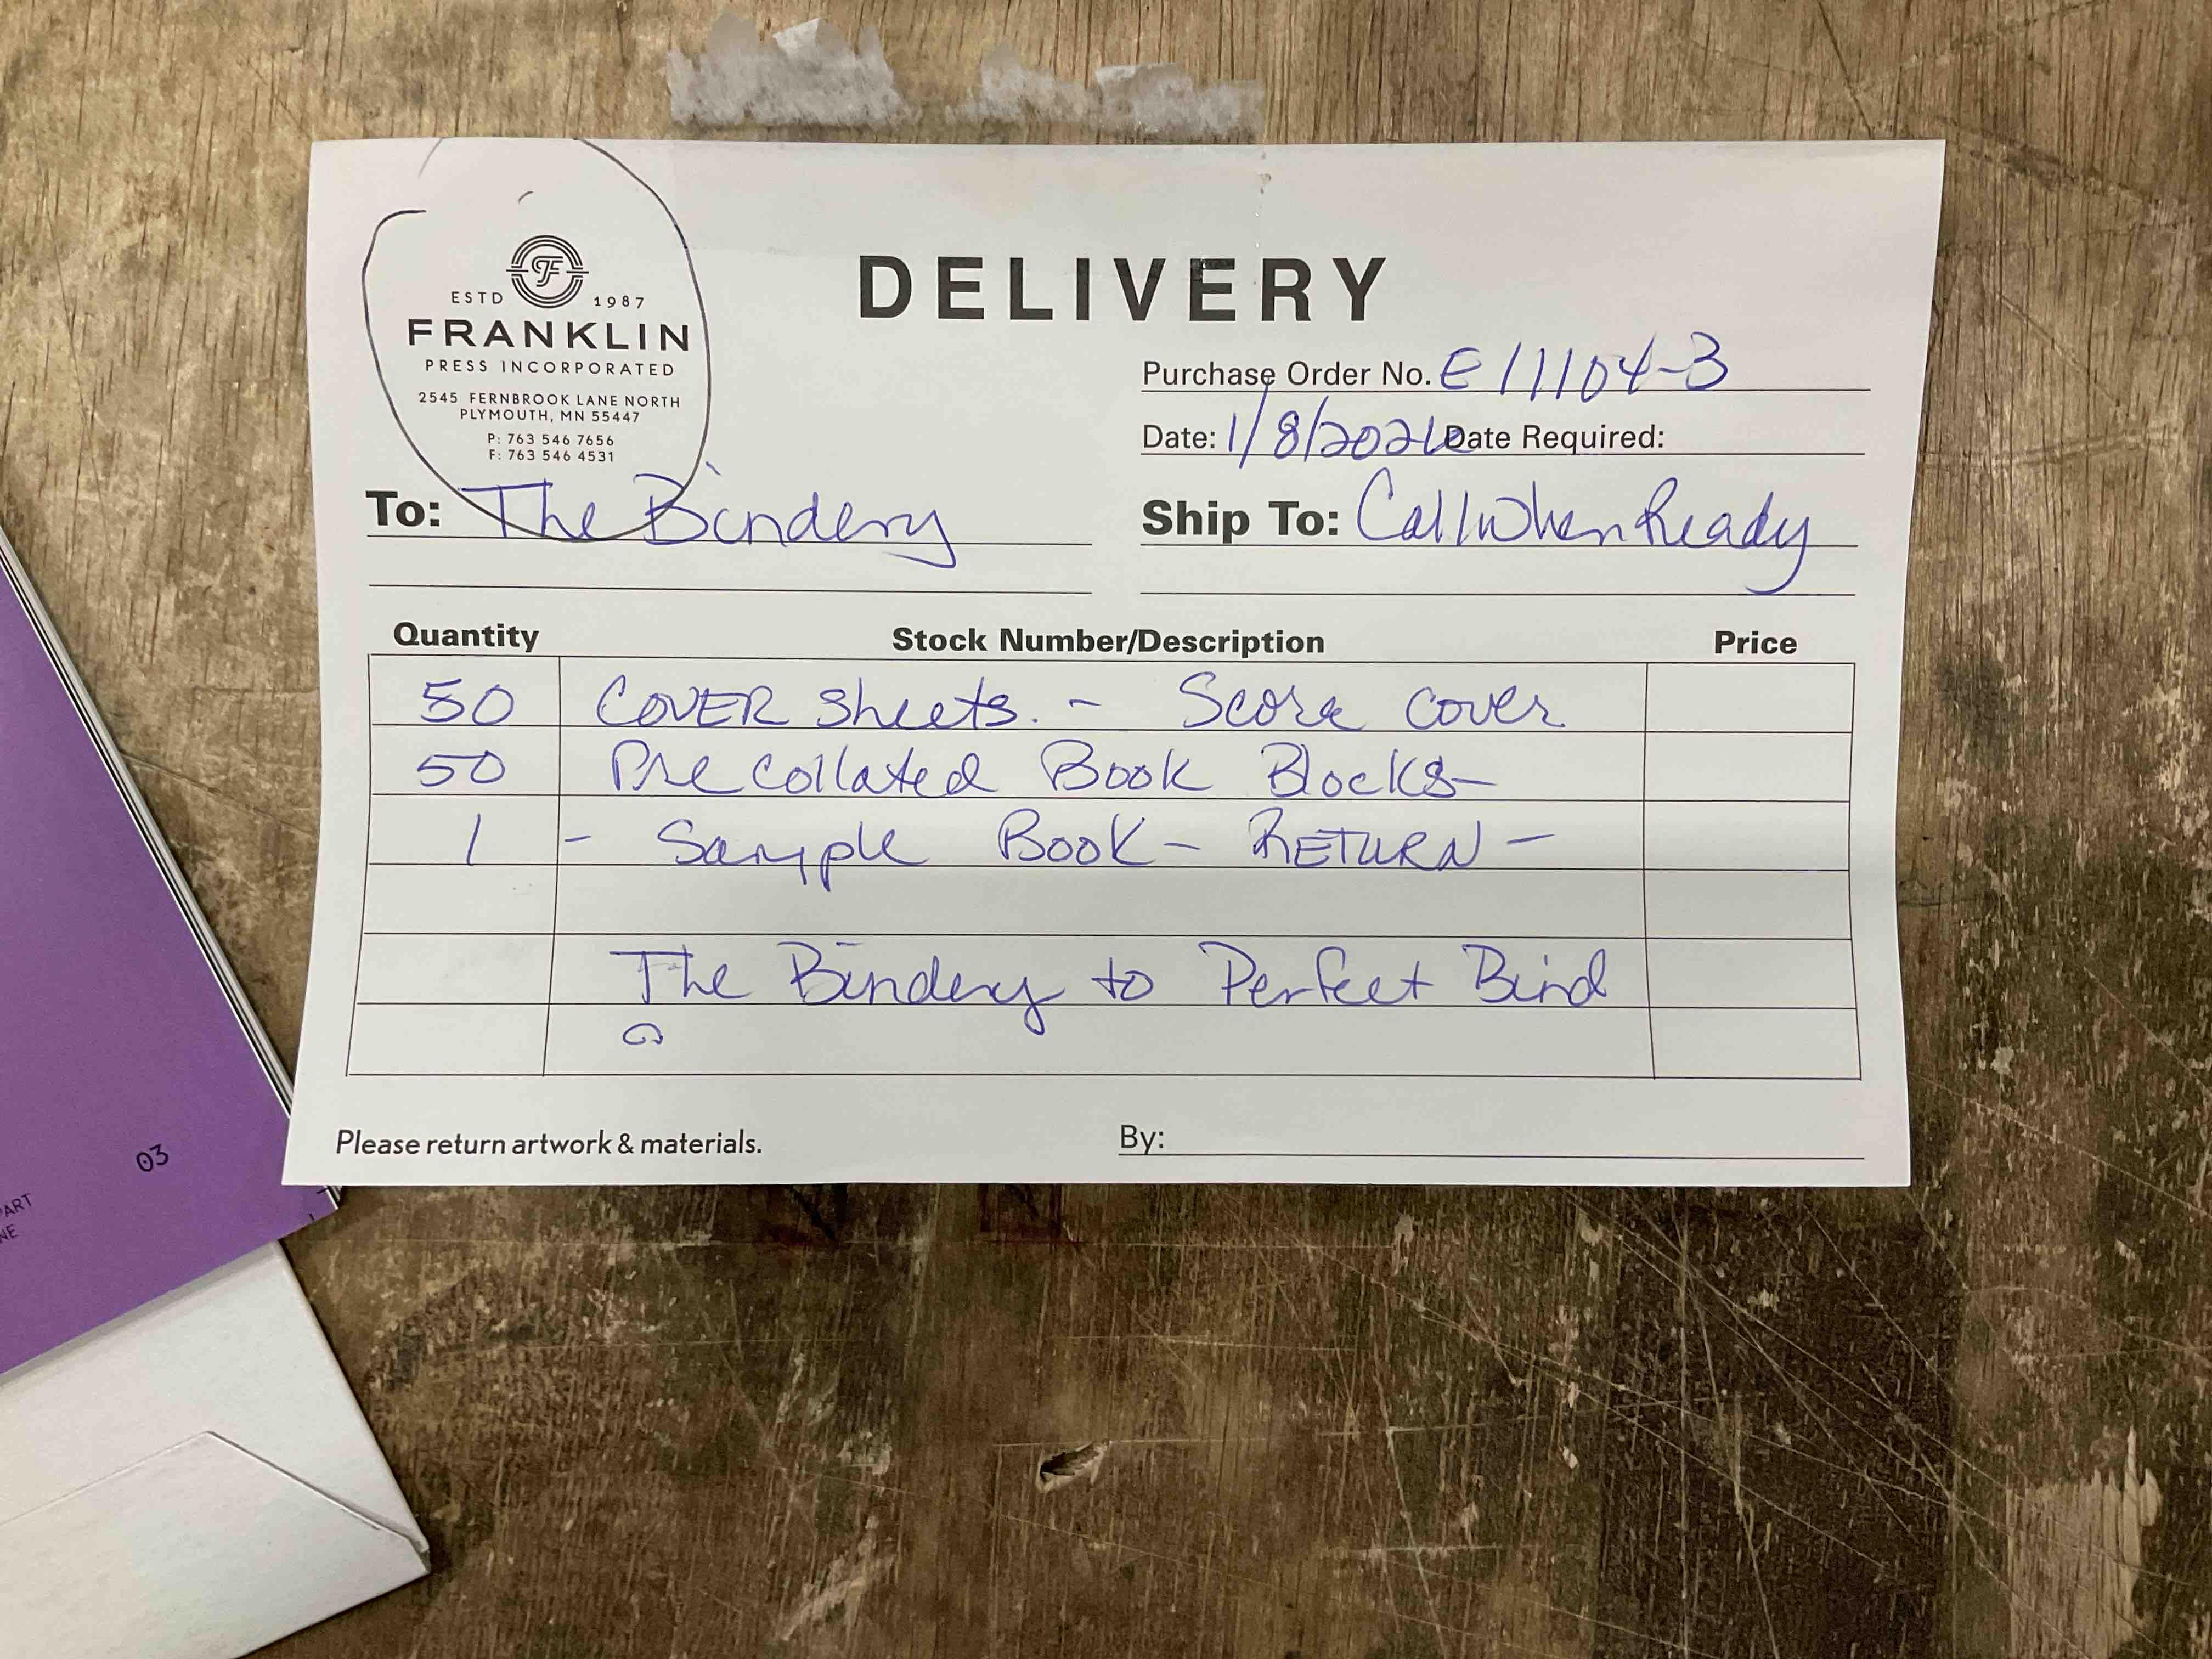 ESTD 1987
FRANKLIN
PRESS INCORPORATED
2545 FERNBROOK LANE NORTH
PLYMOUTH, MN 55447
P: 763 546 7656
F: 763 546 4531
DELIVERY
Purchase Order No. E11104-B
Date: 1/8/2026 Date Required:
To: The Bindery
Ship To: Call When Ready
Quantity Stock Number/Description Price
50 COVER sheets. - Score cover
50 Pre collated Book Blocks-
1 - Sample Book - RETURN -
The Bindery to Perfect Bind
Please return artwork & materials.
By:
03